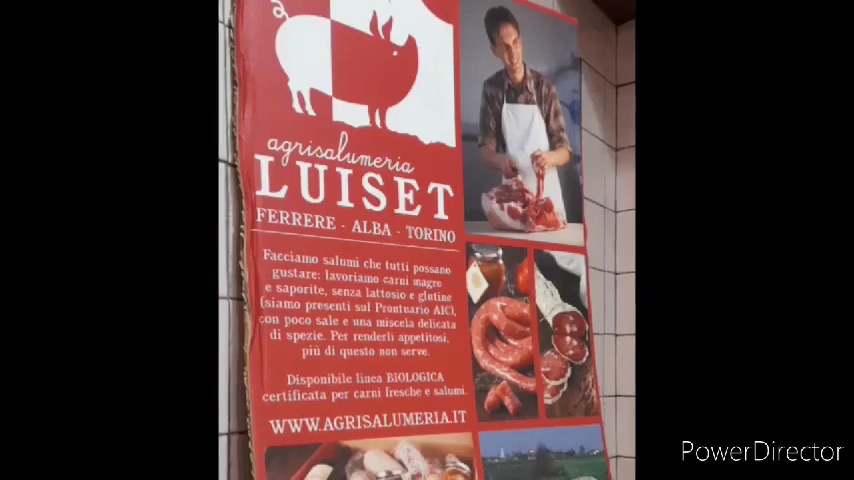 agrisalumeria
LUISET
FERRERE - ALBA - TORINO
Facciamo salumi che tutti possano
gustare: lavoriamo carni magre
e saporite, senza lattosio e glutine
(siamo presenti sul Prontuario AIC),
con poco sale e una miscela delicata
di spezie. Per renderli appetitosi,
più di questo non serve.
Disponibile linea BIOLOGICA
certificata per carni fresche e salumi.
WWW.AGRISALUMERIA.IT
PowerDirector